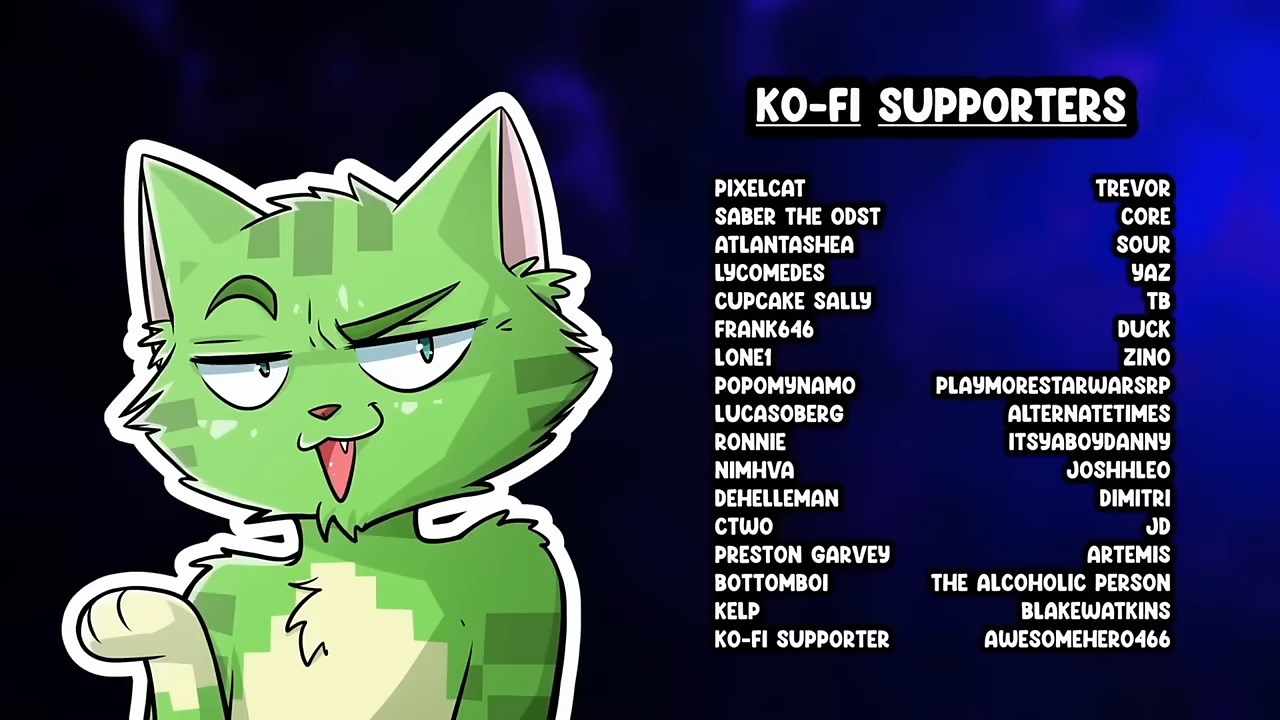 KO-FI SUPPORTERS
PIXELCAT
SABER THE ODST
ATLANTASHEA
LYCOMEDES
CUPCAKE SALLY
FRANK646
LONE1
POPOMYNAMO
LUCASOBERG
RONNIE
NIMHVA
DEHELLEMAN
CTWO
PRESTON GARVEY
BOTTOMBOI
KELP
KO-FI SUPPORTER
TREVOR
CORE
SOUR
YAZ
TB
DUCK
ZINO
PLAYMORESTARWARSRP
ALTERNATETIMES
ITSYABOYDANNY
JOSHHLEO
DIMITRI
JD
ARTEMIS
THE ALCOHOLIC PERSON
BLAKEWATKINS
AWESOMEHERO466